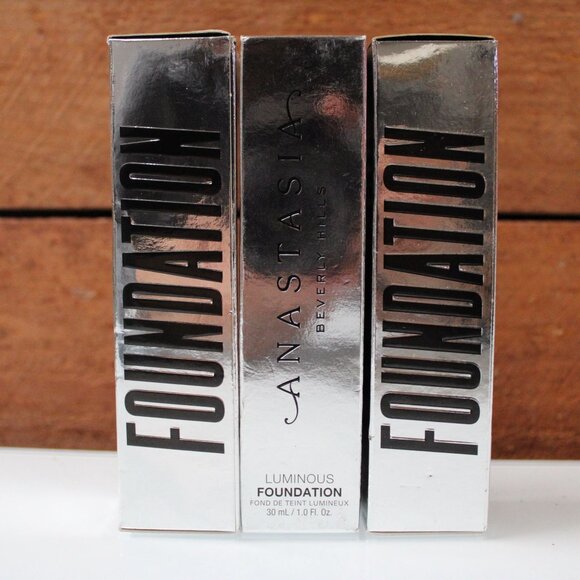 FOUNDATION
ANASTASIA
BEVERLY HILLS
LUMINOUS
FOUNDATION
FOND DE TEINT LUMINEUX
30 mL / 1.0 Fl. Oz.
FOUNDATION